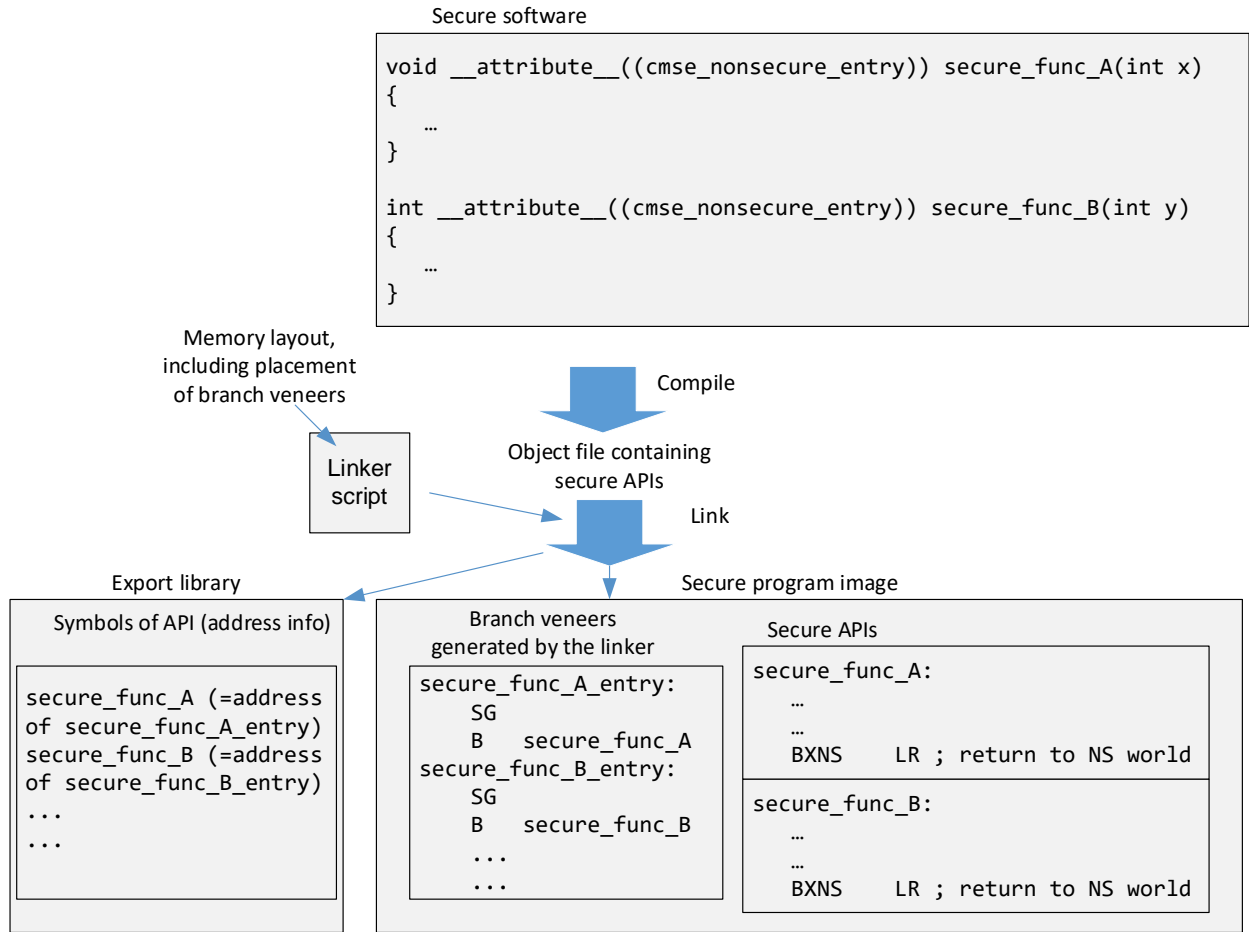 Secure software
void __attribute__((cmse_nonsecure_entry)) secure_func_A(int x)
{
…
}
int __attribute__((cmse_nonsecure_entry)) secure_func_B(int y)
{
…
}
Memory layout,
including placement
of branch veneers
Compile
Linker
script
Object file containing
secure APIs
Link
Export library
Symbols of API (address info)
secure_func_A (=address
of secure_func_A_entry)
secure_func_B (=address
of secure_func_B_entry)
...
...
Secure program image
Branch veneers
generated by the linker
secure_func_A_entry:
SG
B secure_func_A
secure_func_B_entry:
SG
B secure_func_B
...
...
Secure APIs
secure_func_A:
…
…
BXNS LR ; return to NS world
secure_func_B:
…
…
BXNS LR ; return to NS world